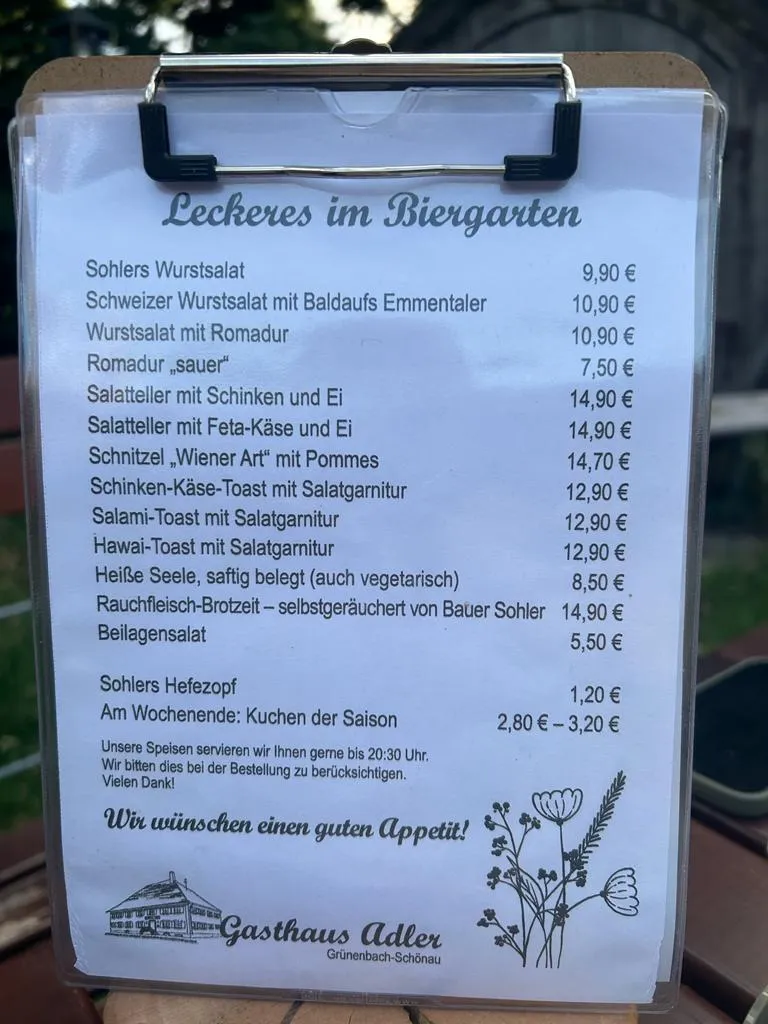 Leckeres im Biergarten
Sohlers Wurstsalat 9,90 €
Schweizer Wurstsalat mit Baldaufs Emmentaler 10,90 €
Wurstsalat mit Romadur 10,90 €
Romadur „sauer“ 7,50 €
Salatteller mit Schinken und Ei 14,90 €
Salatteller mit Feta-Käse und Ei 14,90 €
Schnitzel „Wiener Art“ mit Pommes 14,70 €
Schinken-Käse-Toast mit Salatgarnitur 12,90 €
Salami-Toast mit Salatgarnitur 12,90 €
Hawai-Toast mit Salatgarnitur 12,90 €
Heiße Seele, saftig belegt (auch vegetarisch) 8,50 €
Rauchfleisch-Brotzeit – selbstgeräuchert von Bauer Sohler 14,90 €
Beilagensalat 5,50 €
Sohlers Hefezopf 1,20 €
Am Wochenende: Kuchen der Saison 2,80 € – 3,20 €
Unsere Speisen servieren wir Ihnen gerne bis 20:30 Uhr.
Wir bitten dies bei der Bestellung zu berücksichtigen.
Vielen Dank!
Wir wünschen einen guten Appetit!
Gasthaus Adler
Grünenbach-Schönau